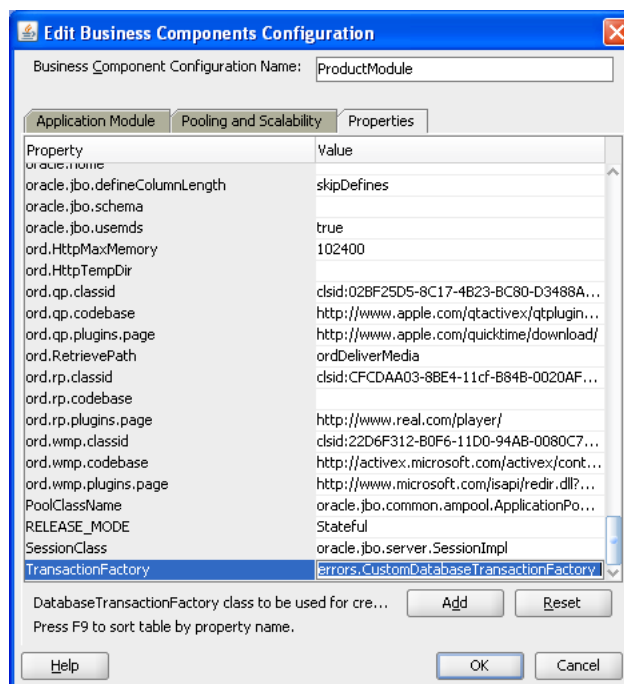 Edit Business Components Configuration
Business Component Configuration Name: ProductModule
Application Module Pooling and Scalability Properties
Property Value
oracle.home
oracle.jbo.defineColumnLength skipDefines
oracle.jbo.schema
oracle.jbo.usemds true
ord.HttpMaxMemory 102400
ord.HttpTempDir
ord.qp.classid clsid:02BF25D5-8C17-4B23-BC80-D3488A...
ord.qp.codebase http://www.apple.com/qtactivex/qtplugin...
ord.qp.plugins.page http://www.apple.com/quicktime/download/
ord.RetrievePath ordDeliverMedia
ord.rp.classid clsid:CFCDAA03-8BE4-11cf-B84B-0020AF...
ord.rp.codebase
ord.rp.plugins.page http://www.real.com/player/
ord.wmp.classid clsid:22D6F312-B0F6-11D0-94AB-0080C7...
ord.wmp.codebase http://activex.microsoft.com/activex/cont...
ord.wmp.plugins.page http://www.microsoft.com/isapi/redir.dll?...
PoolClassName oracle.jbo.common.ampool.ApplicationPo...
RELEASE_MODE Stateful
SessionClass oracle.jbo.server.SessionImpl
TransactionFactory errors.CustomDatabaseTransactionFactory
DatabaseTransactionFactory class to be used for cre... Add Reset
Press F9 to sort table by property name.
Help OK Cancel